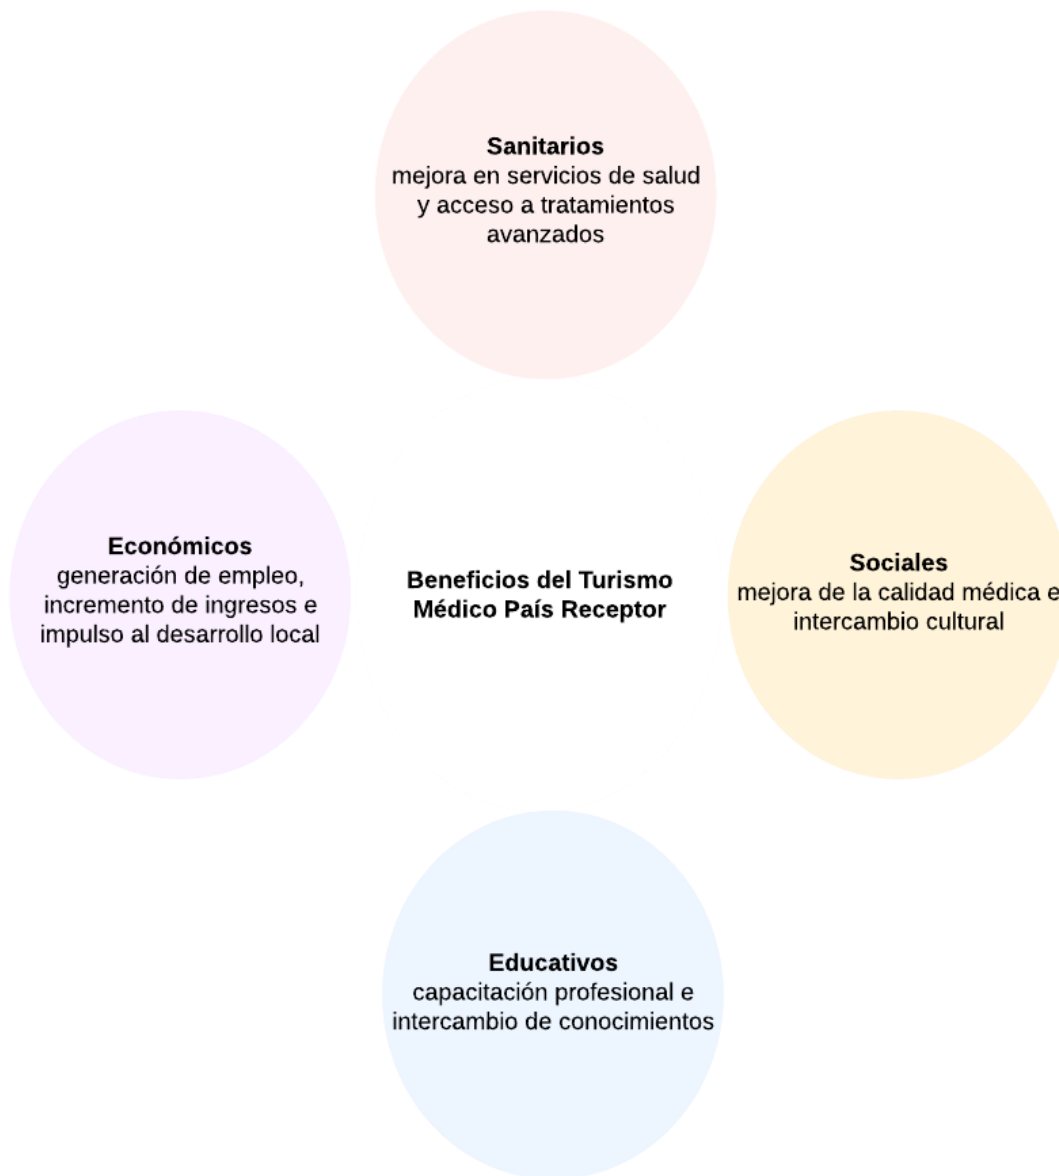 Sanitarios
mejora en servicios de salud
y acceso a tratamientos
avanzados
Económicos
generación de empleo,
incremento de ingresos e
impulso al desarrollo local
Beneficios del Turismo
Médico País Receptor
Sociales
mejora de la calidad médica e
intercambio cultural
Educativos
capacitación profesional e
intercambio de conocimientos